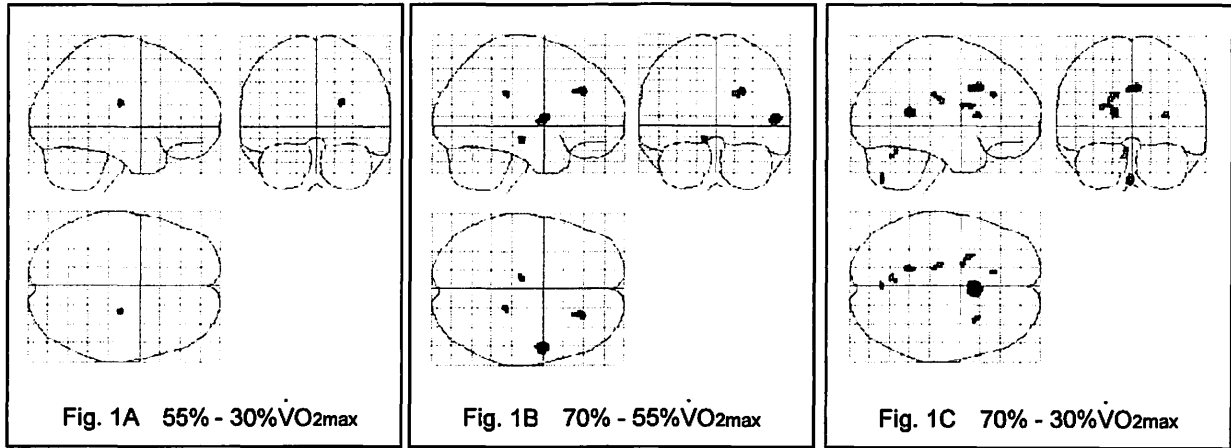 Fig. 1A 55% - 30%V̇O2max
Fig. 1B 70% - 55%V̇O2max
Fig. 1C 70% - 30%V̇O2max